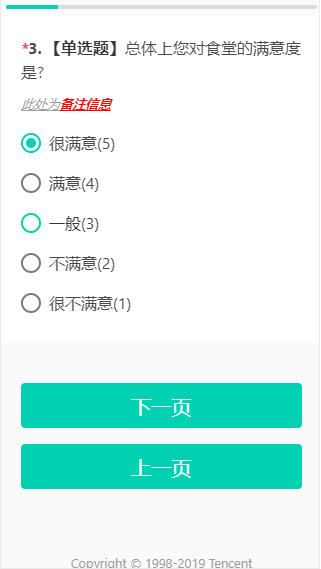 *3. 【单选题】总体上您对食堂的满意度
是?
此处为备注信息
很满意(5)
满意(4)
一般(3)
不满意(2)
很不满意(1)
下一页
上一页
Copyright © 1998-2019 Tencent